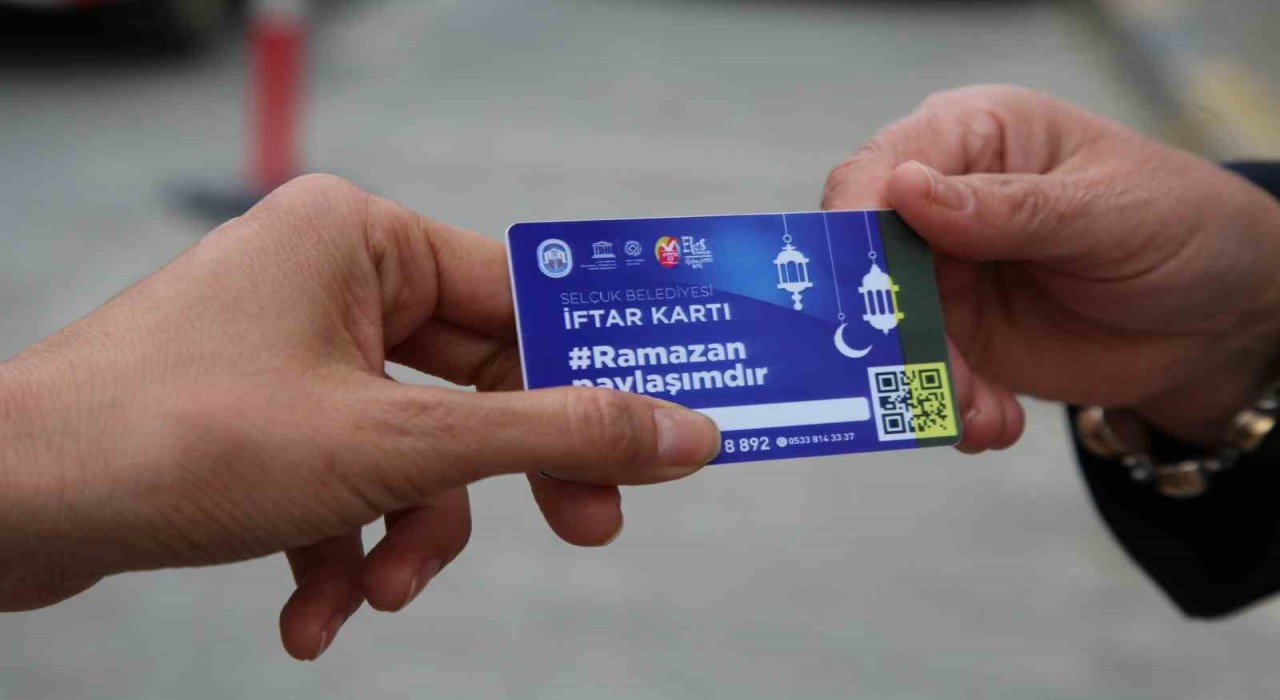 SELÇUK BELEDİYESİ
İFTAR KARTI
#Ramazan
paylaşımdır
8 892 0533 814 33 37